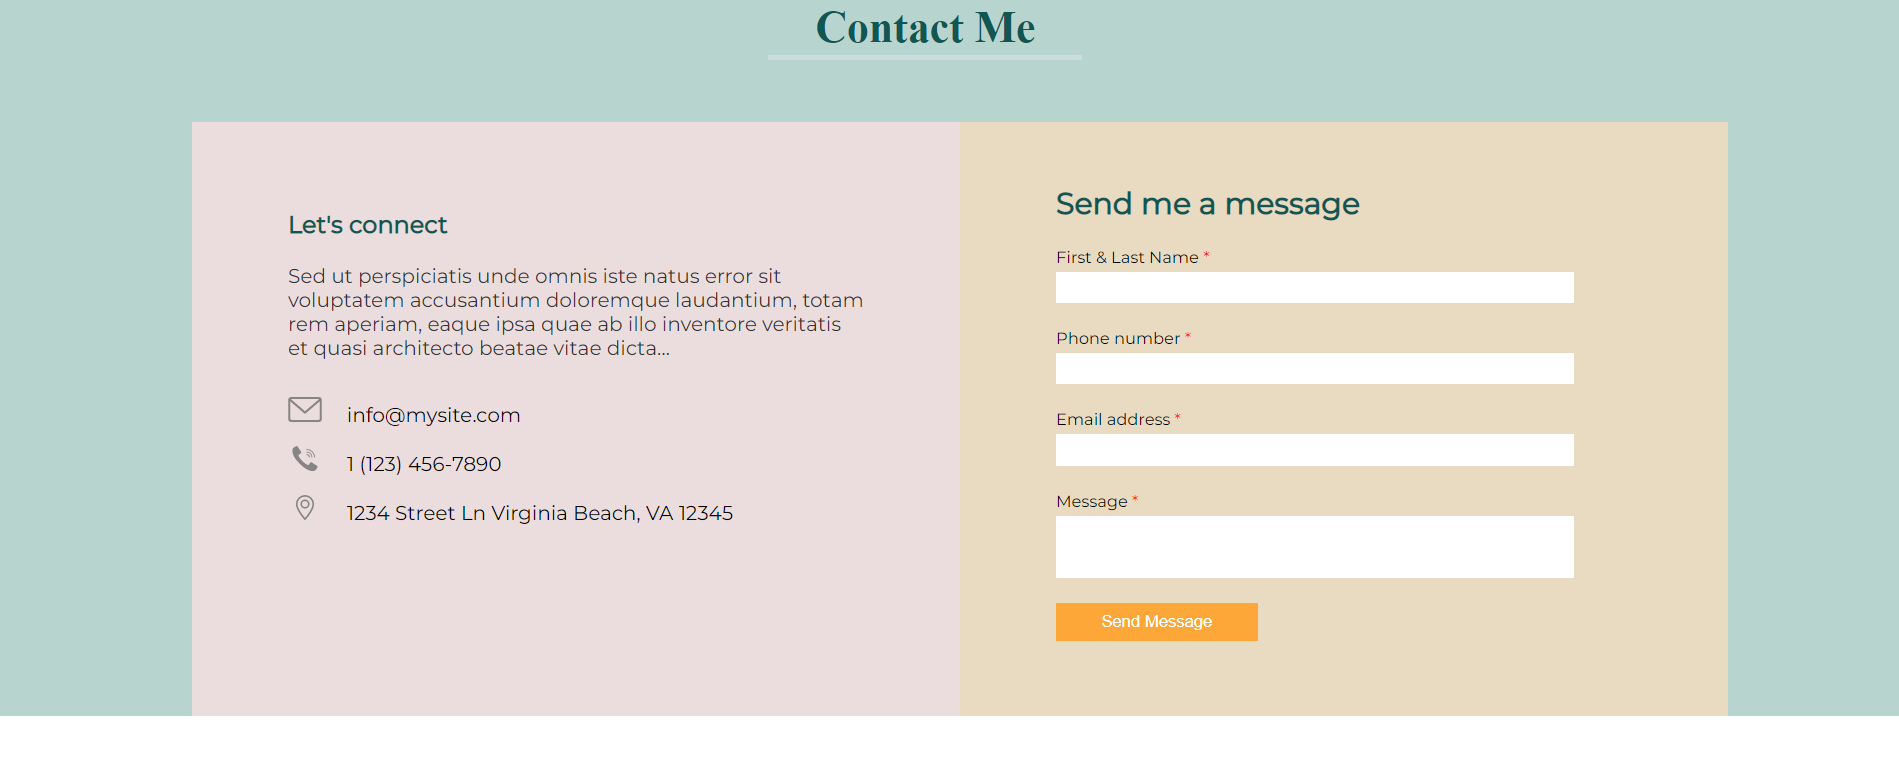 Contact Me
Let's connect
Sed ut perspiciatis unde omnis iste natus error sit
voluptatem accusantium doloremque laudantium, totam
rem aperiam, eaque ipsa quae ab illo inventore veritatis
et quasi architecto beatae vitae dicta...
info@mysite.com
1 (123) 456-7890
1234 Street Ln Virginia Beach, VA 12345
Send me a message
First & Last Name *
Phone number *
Email address *
Message *
Send Message